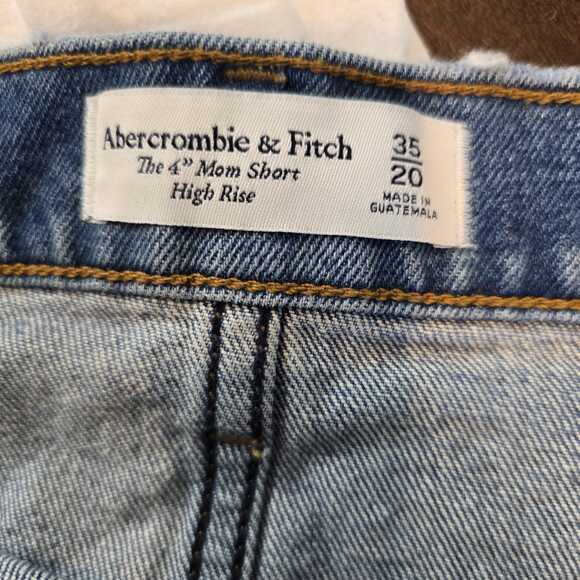 Abercrombie & Fitch
The 4" Mom Short
High Rise
35
20
MADE IN
GUATEMALA